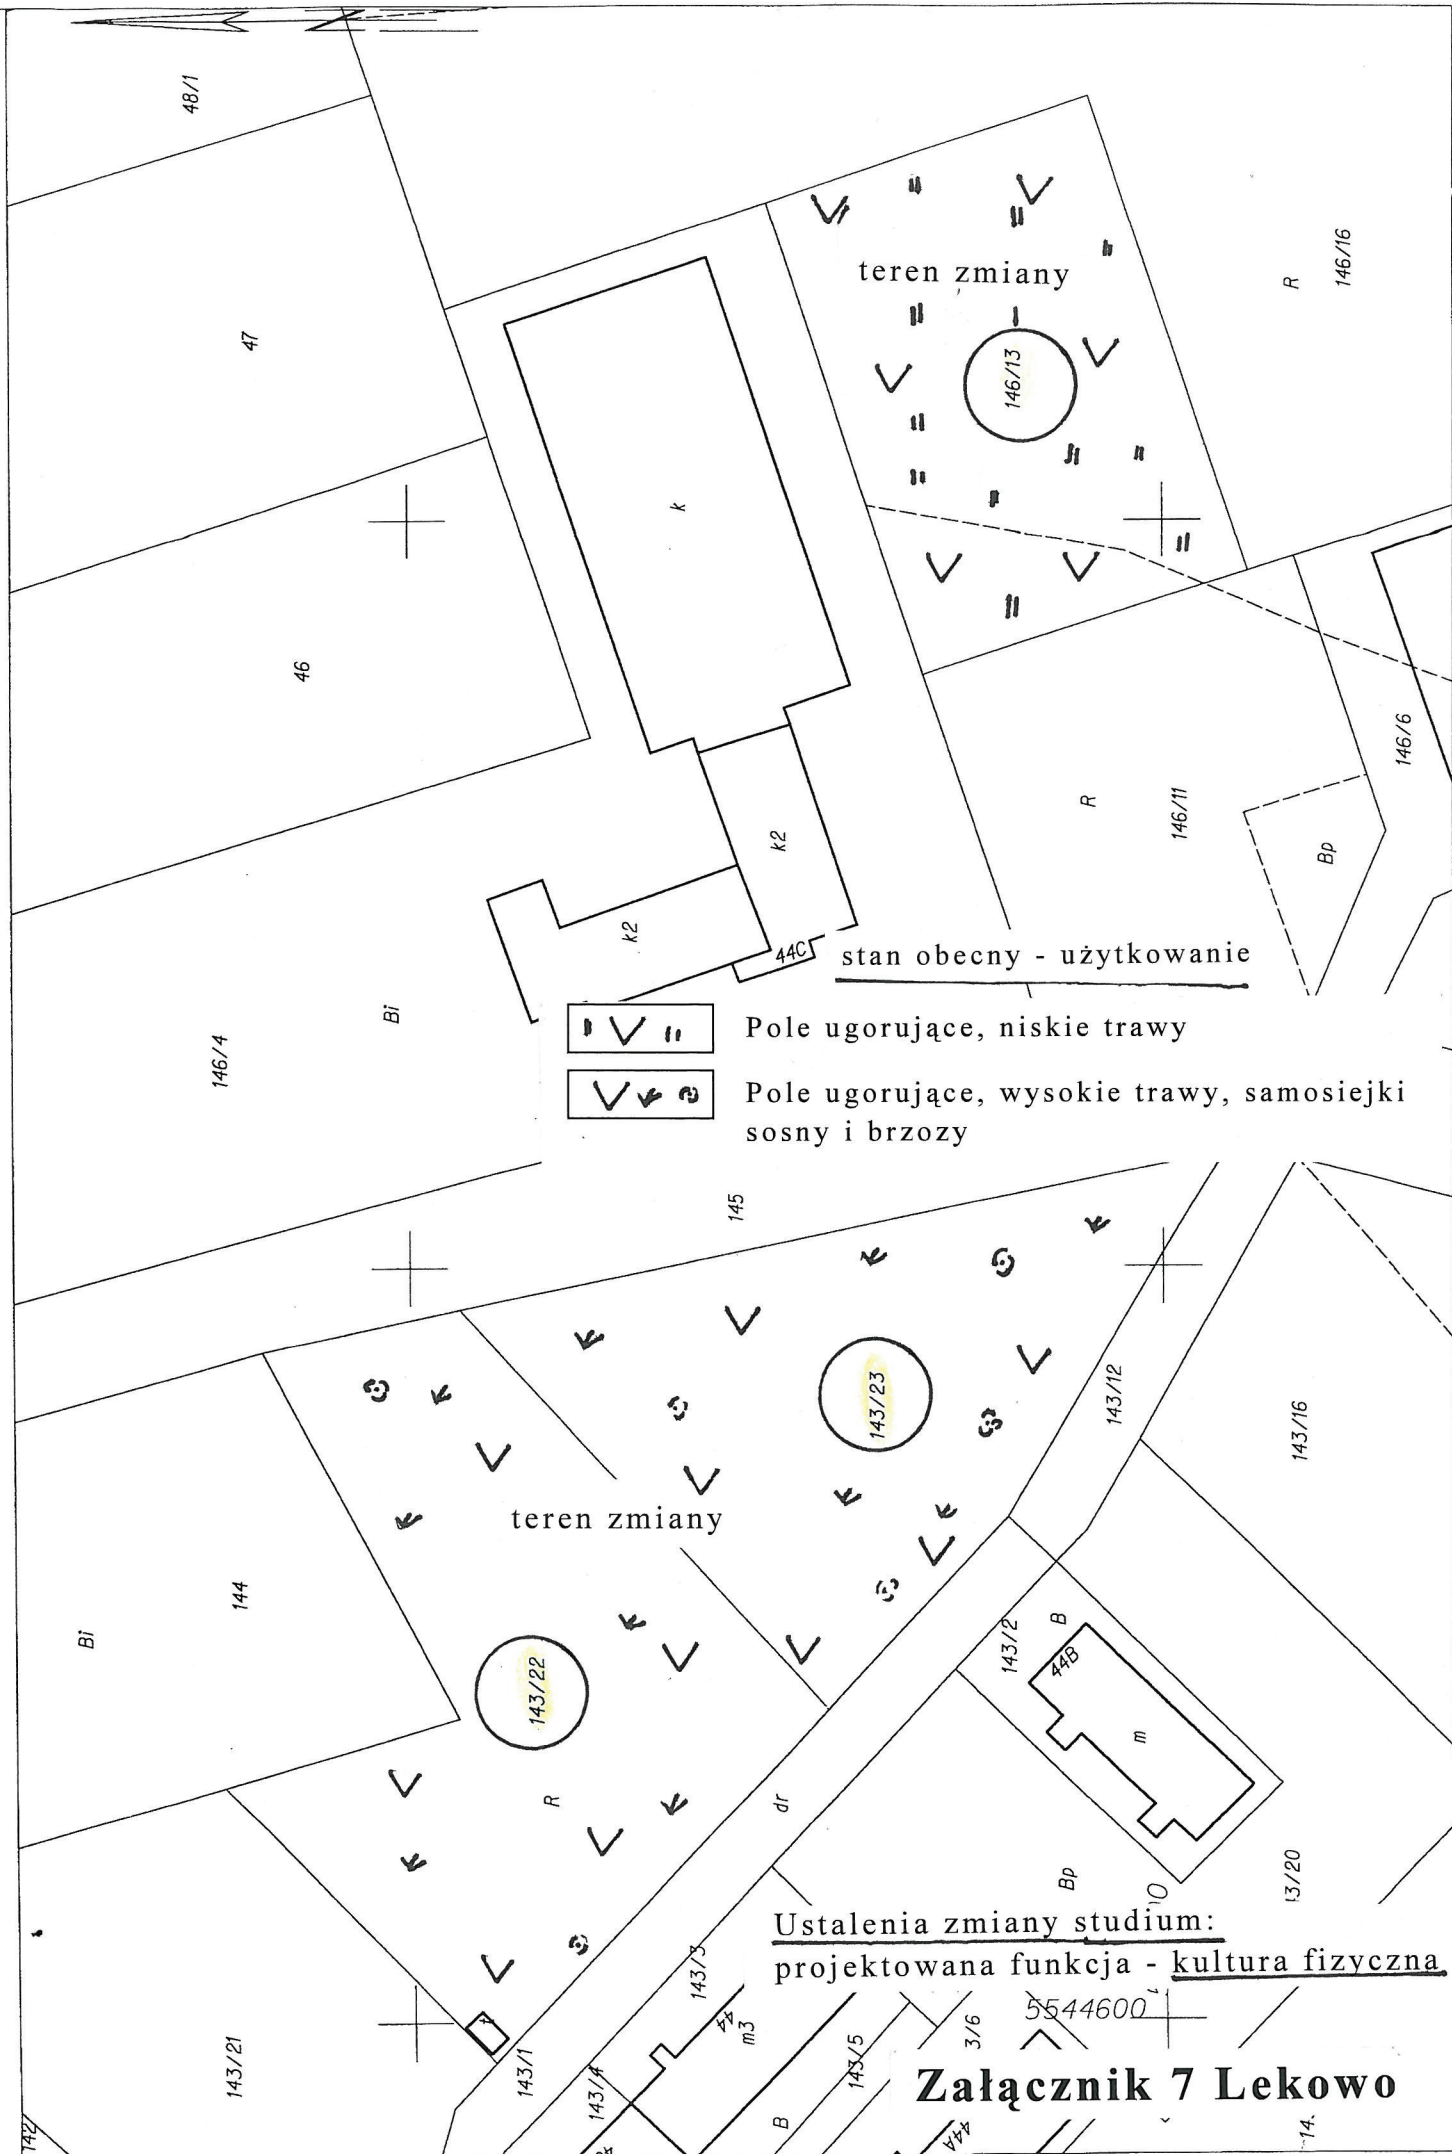 48/1
47
teren zmiany
R
146/16
146/13
k
46
R
146/11
146/6
k2
Bp
k2
44C
stan obecny - użytkowanie
Bi
146/4
Pole ugorujące, niskie trawy
Pole ugorujące, wysokie trawy, samosiejki
sosny i brzozy
145
143/23
143/12
143/16
teren zmiany
144
Bi
143/2
B
44B
143/22
m
R
dr
Bp
Ustalenia zmiany studium:
projektowana funkcja - kultura fizyczna
143/3
5544600
44
m3
3/6
143/21
143/1
143/4
143/5
Załącznik 7 Lekowo
B
44A
142